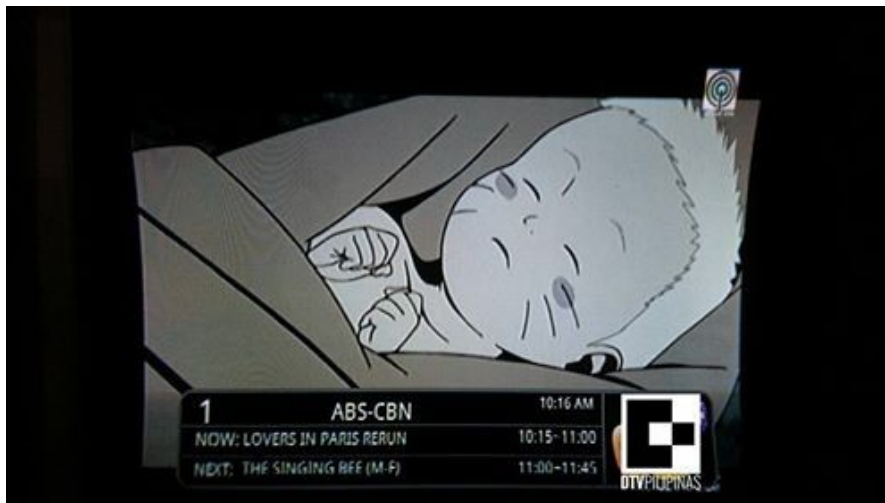 1 ABS-CBN 10:16 AM
NOW: LOVERS IN PARIS RERUN 10:15-11:00
NEXT: THE SINGING BEE (M-F) 11:00-11:45
DTVPILIPINAS